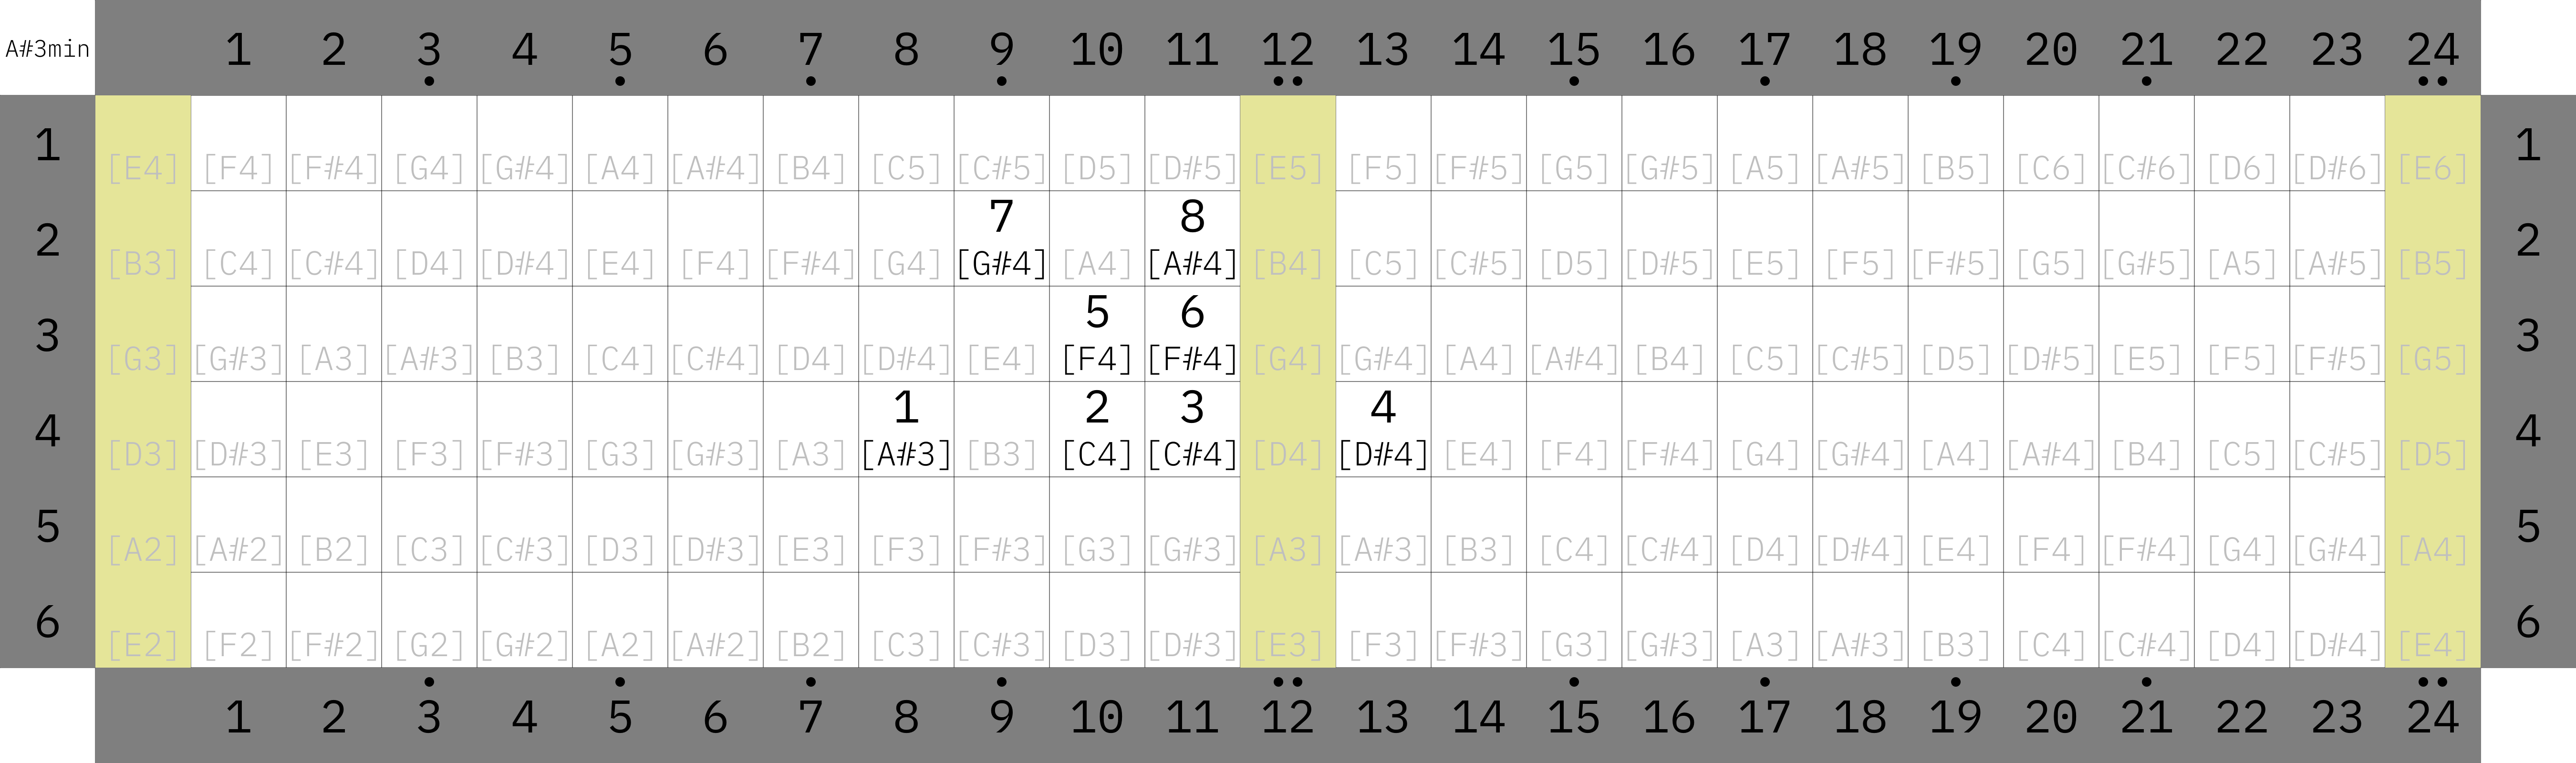 1 2 3 4 5 6 7 8 9 10 11 12 13 14 15 16 17 18 19 20 21 22 23 24
A#3min
1 1
[E4] [F4] [F#4] [G4] [G#4] [A4] [A#4] [B4] [C5] [C#5] [D5] [D#5] [E5] [F5] [F#5] [G5] [G#5] [A5] [A#5] [B5] [C6] [C#6] [D6] [D#6] [E6]
7 8
2 2
[B3] [C4] [C#4] [D4] [D#4] [E4] [F4] [F#4] [G4] [G#4] [A4] [A#4] [B4] [C5] [C#5] [D5] [D#5] [E5] [F5] [F#5] [G5] [G#5] [A5] [A#5] [B5]
5 6
3 3
[G3] [G#3] [A3] [A#3] [B3] [C4] [C#4] [D4] [D#4] [E4] [F4] [F#4] [G4] [G#4] [A4] [A#4] [B4] [C5] [C#5] [D5] [D#5] [E5] [F5] [F#5] [G5]
1 2 3 4
4 4
[D3] [D#3] [E3] [F3] [F#3] [G3] [G#3] [A3] [A#3] [B3] [C4] [C#4] [D4] [D#4] [E4] [F4] [F#4] [G4] [G#4] [A4] [A#4] [B4] [C5] [C#5] [D5]
5 5
[A2] [A#2] [B2] [C3] [C#3] [D3] [D#3] [E3] [F3] [F#3] [G3] [G#3] [A3] [A#3] [B3] [C4] [C#4] [D4] [D#4] [E4] [F4] [F#4] [G4] [G#4] [A4]
6 6
[E2] [F2] [F#2] [G2] [G#2] [A2] [A#2] [B2] [C3] [C#3] [D3] [D#3] [E3] [F3] [F#3] [G3] [G#3] [A3] [A#3] [B3] [C4] [C#4] [D4] [D#4] [E4]
1 2 3 4 5 6 7 8 9 10 11 12 13 14 15 16 17 18 19 20 21 22 23 24